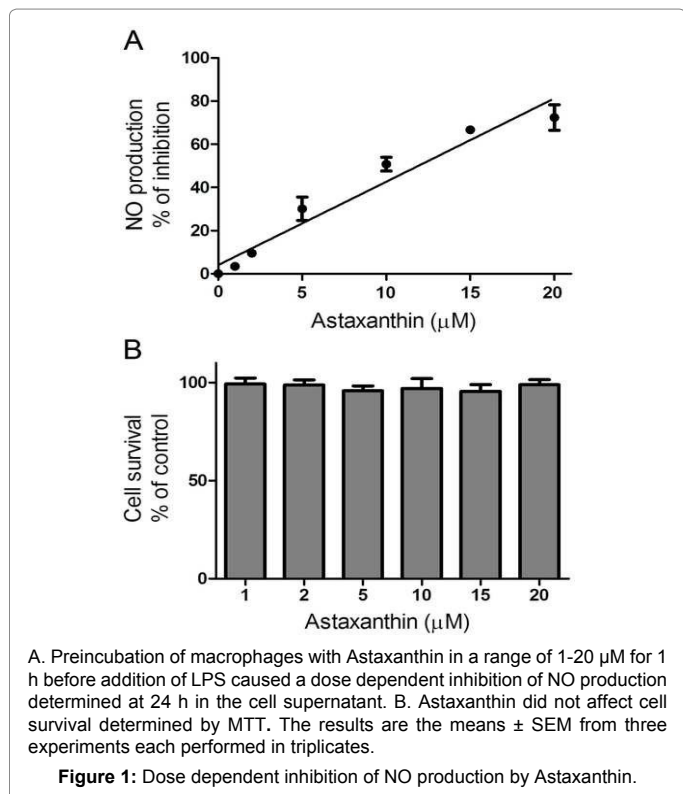 A
NO production
% of inhibition
100
80
60
40
20
0
0 5 10 15 20
Astaxanthin (μM)
B
Cell survival
% of control
100
50
0
1 2 5 10 15 20
Astaxanthin (μM)
A. Preincubation of macrophages with Astaxanthin in a range of 1-20 μM for 1
h before addition of LPS caused a dose dependent inhibition of NO production
determined at 24 h in the cell supernatant. B. Astaxanthin did not affect cell
survival determined by MTT. The results are the means ± SEM from three
experiments each performed in triplicates.
Figure 1: Dose dependent inhibition of NO production by Astaxanthin.